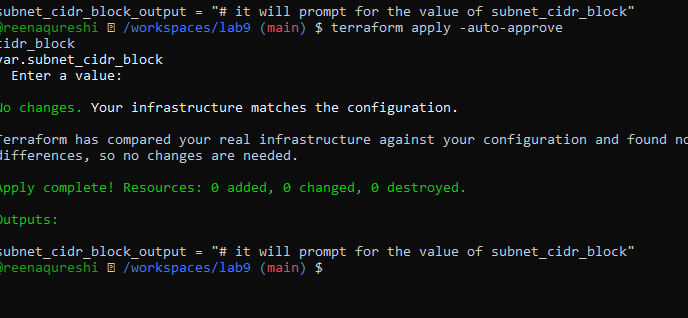 subnet_cidr_block_output = "# it will prompt for the value of subnet_cidr_block"
@reenaqureshi /workspaces/lab9 (main) $ terraform apply -auto-approve
cidr_block
var.subnet_cidr_block
Enter a value:
No changes. Your infrastructure matches the configuration.
Terraform has compared your real infrastructure against your configuration and found no
differences, so no changes are needed.
Apply complete! Resources: 0 added, 0 changed, 0 destroyed.
Outputs:
subnet_cidr_block_output = "# it will prompt for the value of subnet_cidr_block"
@reenaqureshi /workspaces/lab9 (main) $